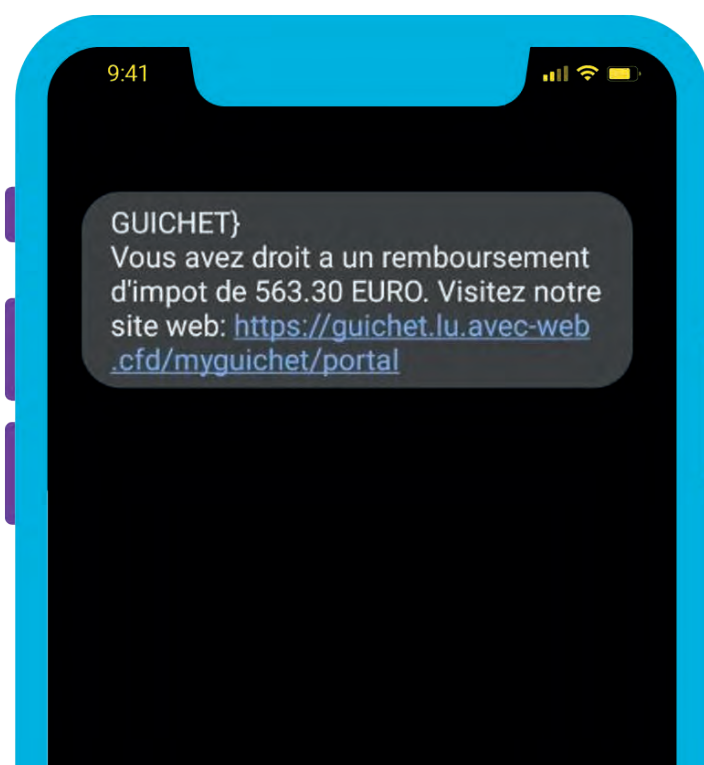 9:41
GUICHET}
Vous avez droit a un remboursement
d'impot de 563.30 EURO. Visitez notre
site web: https://guichet.lu.avec-web
.cfd/myguichet/portal